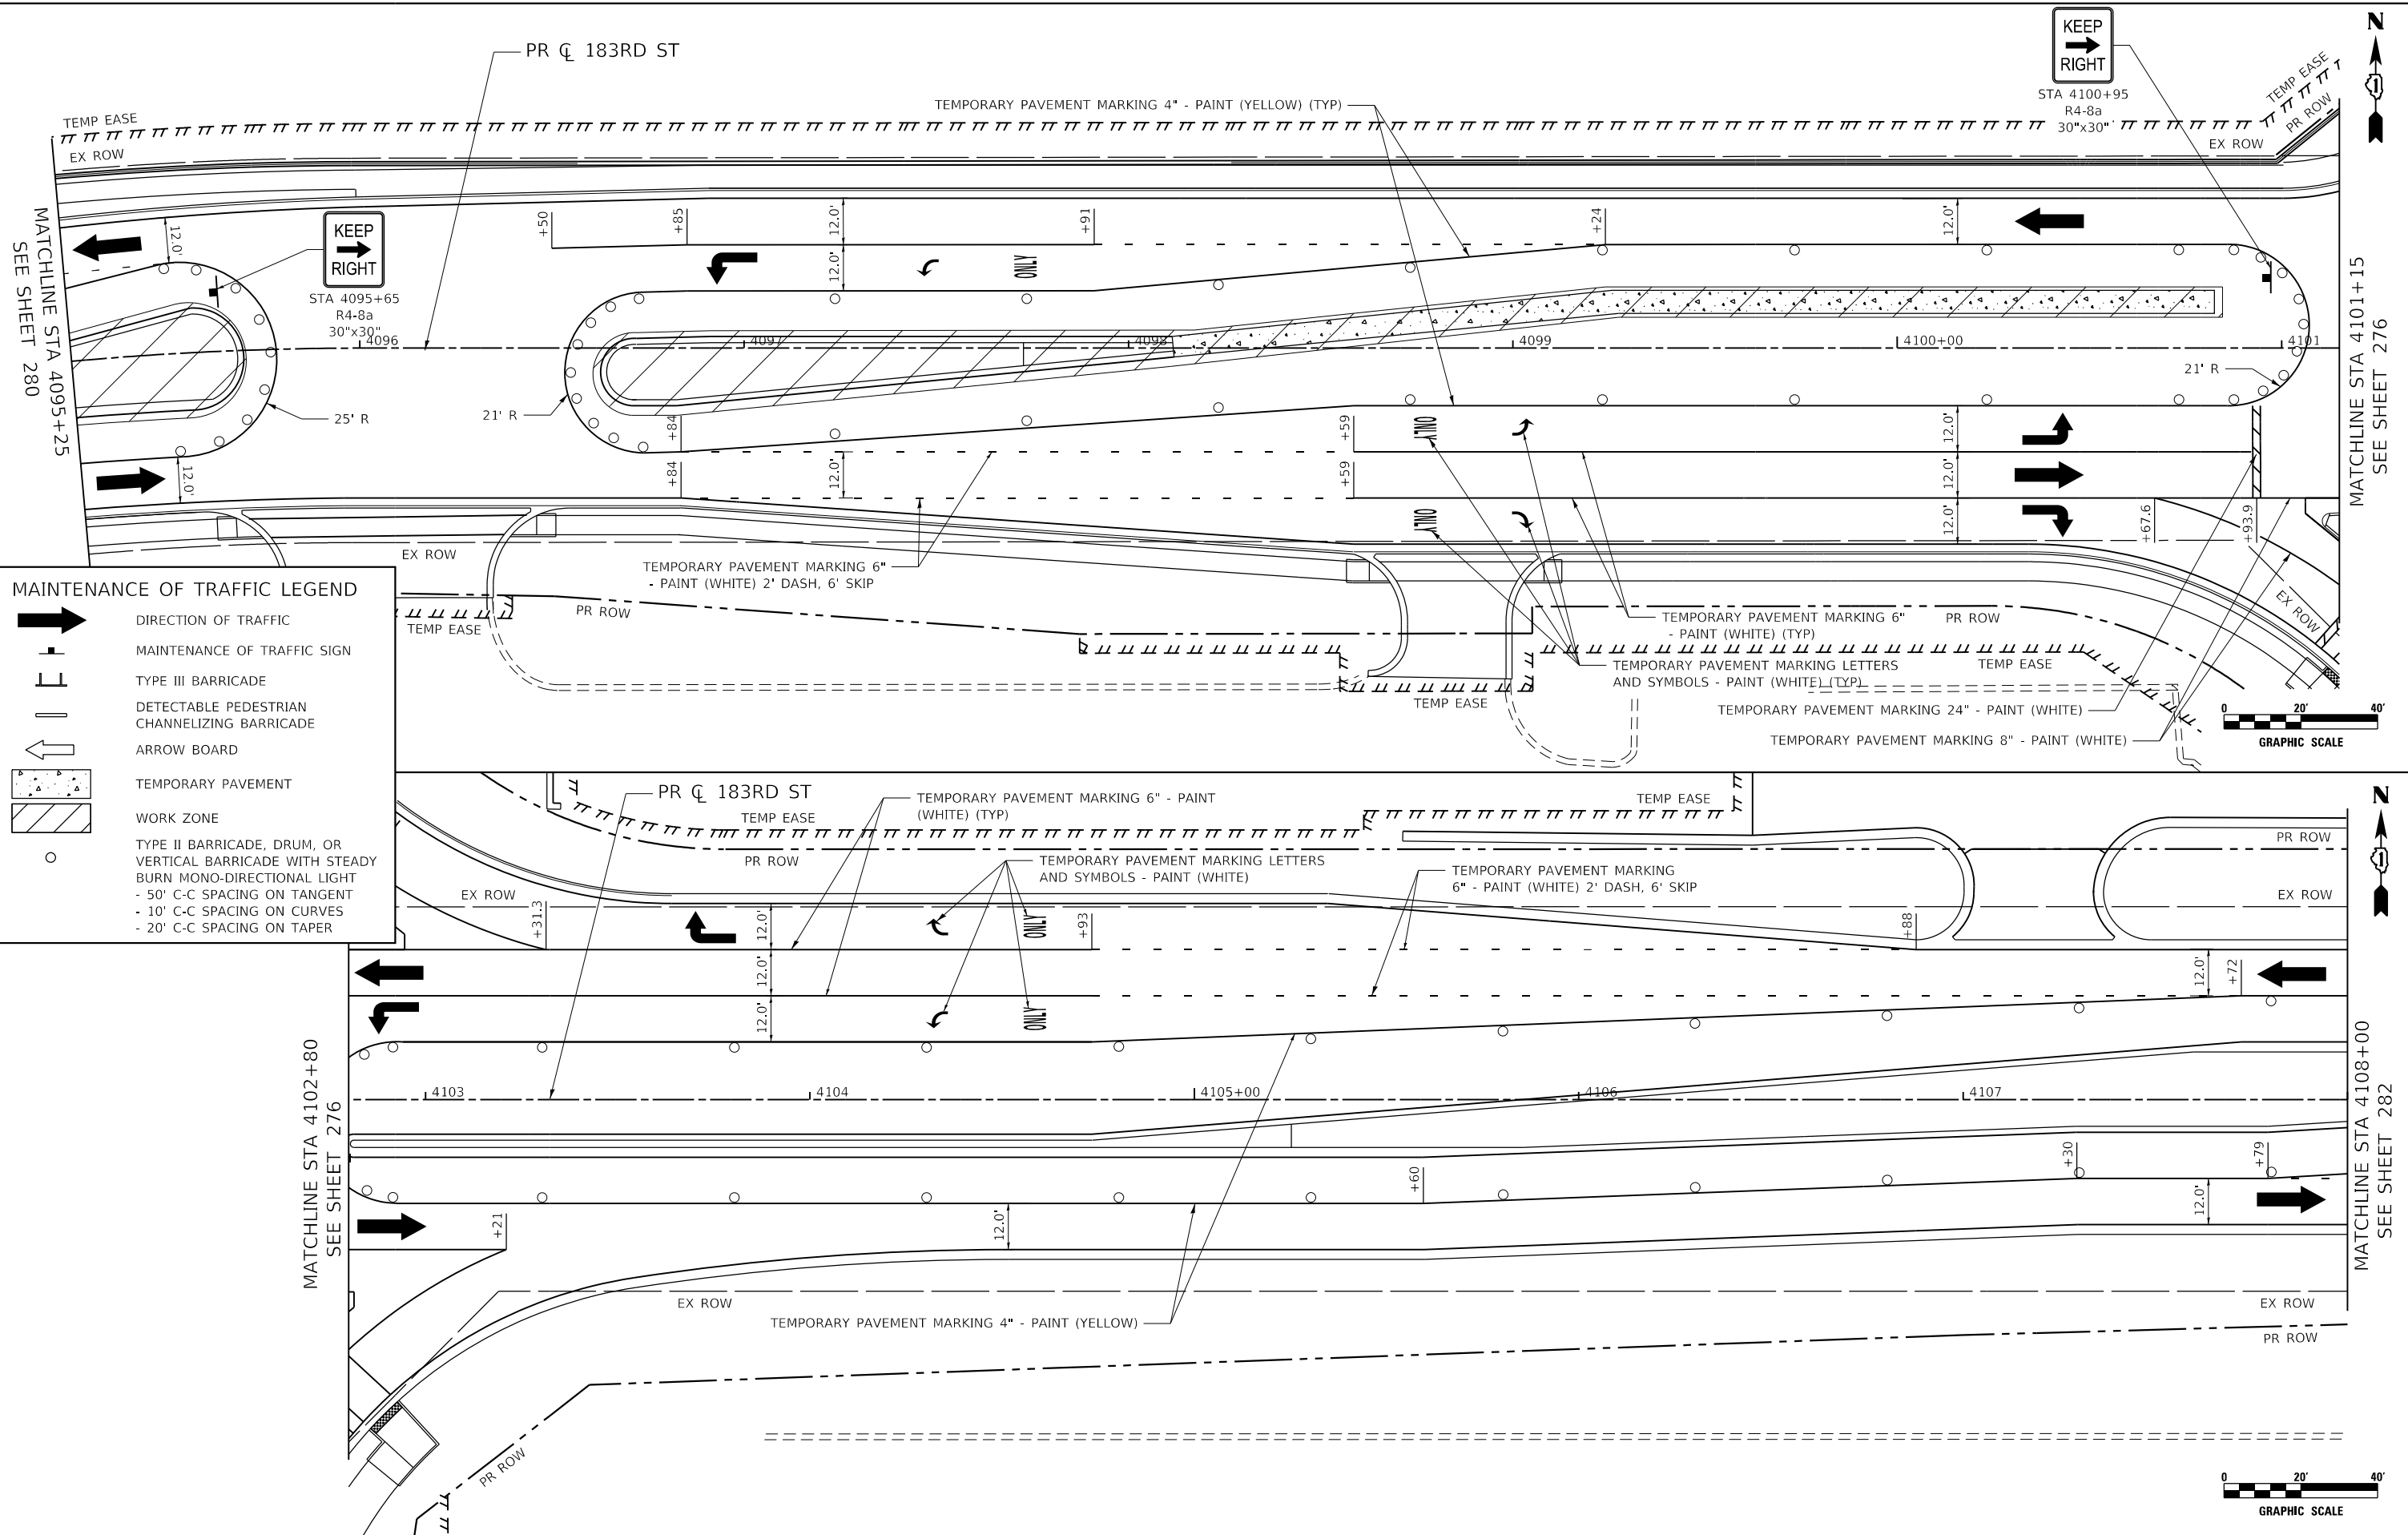 PR ℄ 183RD ST
KEEP
RIGHT
STA 4100+95
R4-8a
30"x30"
N
1
TEMP EASE
PR ROW
TEMPORARY PAVEMENT MARKING 4" - PAINT (YELLOW) (TYP)
TEMP EASE
EX ROW
EX ROW
MATCHLINE STA 4095+25
SEE SHEET 280
12.0'
KEEP
RIGHT
STA 4095+65
R4-8a
30"x30"
+50
+85
12.0'
12.0'
+91
ONLY
+24
12.0'
MATCHLINE STA 4101+15
SEE SHEET 276
4096
4097
4098
4099
4100+00
4101
25' R
21' R
21' R
12.0'
+84
+84
12.0'
+59
+59
ONLY
ONLY
12.0'
12.0'
12.0'
+67.6
+93.9
EX ROW
TEMPORARY PAVEMENT MARKING 6"
- PAINT (WHITE) 2' DASH, 6' SKIP
PR ROW
TEMP EASE
TEMPORARY PAVEMENT MARKING 6"
- PAINT (WHITE) (TYP)
PR ROW
EX ROW
TEMPORARY PAVEMENT MARKING LETTERS
AND SYMBOLS - PAINT (WHITE) (TYP)
TEMP EASE
TEMP EASE
TEMPORARY PAVEMENT MARKING 24" - PAINT (WHITE)
TEMPORARY PAVEMENT MARKING 8" - PAINT (WHITE)
0 20' 40'
GRAPHIC SCALE
MAINTENANCE OF TRAFFIC LEGEND
DIRECTION OF TRAFFIC
MAINTENANCE OF TRAFFIC SIGN
TYPE III BARRICADE
DETECTABLE PEDESTRIAN
CHANNELIZING BARRICADE
ARROW BOARD
TEMPORARY PAVEMENT
WORK ZONE
TYPE II BARRICADE, DRUM, OR
VERTICAL BARRICADE WITH STEADY
BURN MONO-DIRECTIONAL LIGHT
- 50' C-C SPACING ON TANGENT
- 10' C-C SPACING ON CURVES
- 20' C-C SPACING ON TAPER
PR ℄ 183RD ST
TEMP EASE
PR ROW
TEMPORARY PAVEMENT MARKING 6" - PAINT
(WHITE) (TYP)
TEMPORARY PAVEMENT MARKING LETTERS
AND SYMBOLS - PAINT (WHITE)
TEMP EASE
TEMPORARY PAVEMENT MARKING
6" - PAINT (WHITE) 2' DASH, 6' SKIP
N
1
PR ROW
EX ROW
EX ROW
+31.3
12.0'
12.0'
12.0'
ONLY
ONLY
+93
+88
12.0'
+72
MATCHLINE STA 4102+80
SEE SHEET 276
4103
4104
4105+00
4106
4107
MATCHLINE STA 4108+00
SEE SHEET 282
+21
12.0'
+60
+30
+79
12.0'
EX ROW
TEMPORARY PAVEMENT MARKING 4" - PAINT (YELLOW)
EX ROW
PR ROW
PR ROW
0 20' 40'
GRAPHIC SCALE